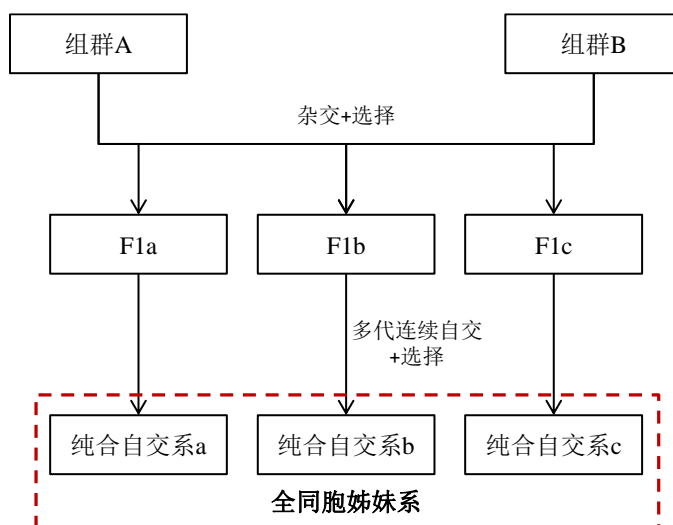 组群A
组群B
杂交+选择
F1a
F1b
F1c
多代连续自交
+选择
纯合自交系a
纯合自交系b
纯合自交系c
全同胞姊妹系